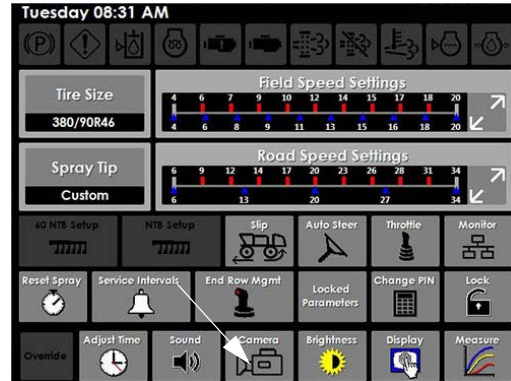 Tuesday 08:31 AM
Tire Size
380/90R46
Field Speed Settings
4 6 7 9 10 12 14 15 17 18 20
4 6 8 9 11 13 15 16 18 20
Spray Tip
Custom
Road Speed Settings
6 9 12 14 17 20 23 26 28 31 34
6 13 20 27 34
60 NTB Setup NTB Setup Slip Auto Steer Throttle Monitor
Reset Spray Service Intervals End Row Mgmt Locked Parameters Change PIN Lock
Override Adjust Time Sound Camera Brightness Display Measure